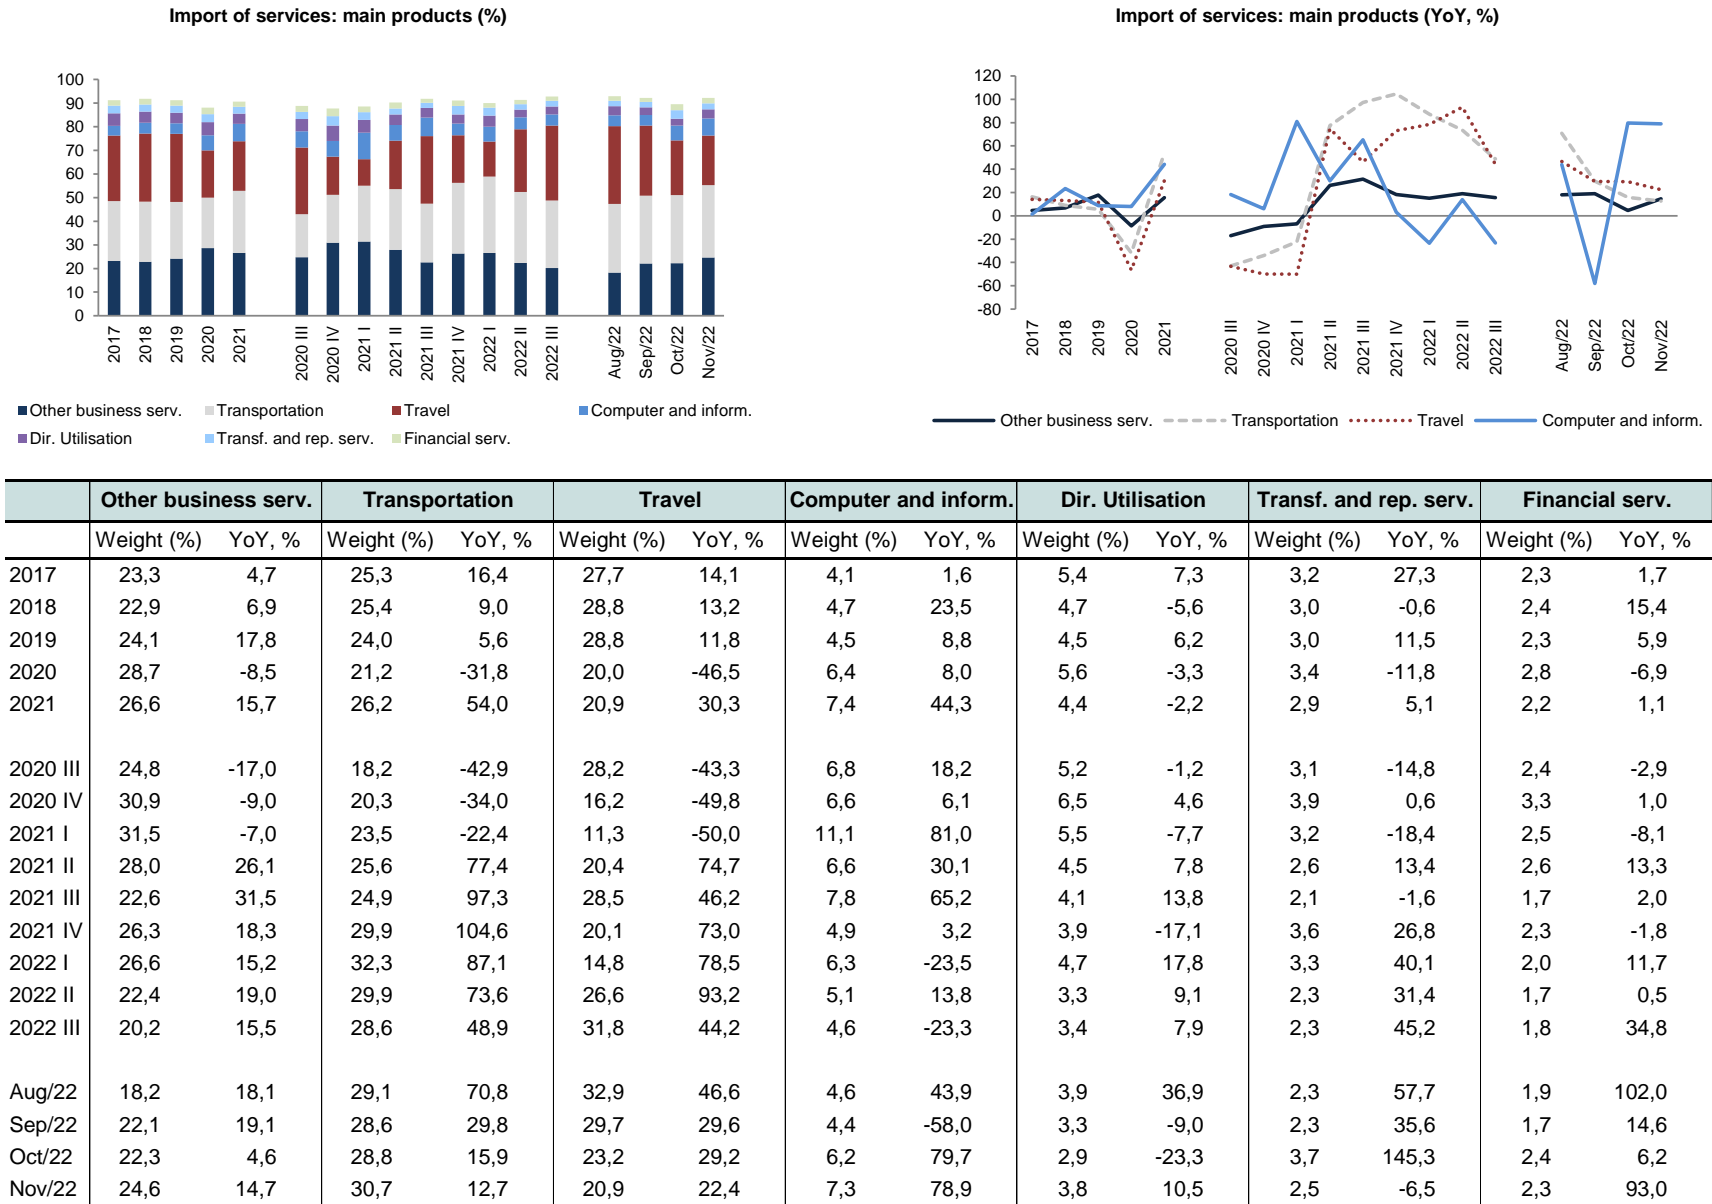 Import of services: main products (%)
Import of services: main products (YoY, %)
100
90
80
70
60
50
40
30
20
10
0
2017
2018
2019
2020
2021
2020 III
2020 IV
2021 I
2021 II
2021 III
2021 IV
2022 I
2022 II
2022 III
Aug/22
Sep/22
Oct/22
Nov/22
Other business serv. Transportation Travel Computer and inform.
Dir. Utilisation Transf. and rep. serv. Financial serv.
120
100
80
60
40
20
0
-20
-40
-60
-80
2017
2018
2019
2020
2021
2020 III
2020 IV
2021 I
2021 II
2021 III
2021 IV
2022 I
2022 II
2022 III
Aug/22
Sep/22
Oct/22
Nov/22
Other business serv. Transportation Travel Computer and inform.
Other business serv. Transportation Travel Computer and inform. Dir. Utilisation Transf. and rep. serv. Financial serv.
Weight (%) YoY, % Weight (%) YoY, % Weight (%) YoY, % Weight (%) YoY, % Weight (%) YoY, % Weight (%) YoY, % Weight (%) YoY, %
2017 23,3 4,7 25,3 16,4 27,7 14,1 4,1 1,6 5,4 7,3 3,2 27,3 2,3 1,7
2018 22,9 6,9 25,4 9,0 28,8 13,2 4,7 23,5 4,7 -5,6 3,0 -0,6 2,4 15,4
2019 24,1 17,8 24,0 5,6 28,8 11,8 4,5 8,8 4,5 6,2 3,0 11,5 2,3 5,9
2020 28,7 -8,5 21,2 -31,8 20,0 -46,5 6,4 8,0 5,6 -3,3 3,4 -11,8 2,8 -6,9
2021 26,6 15,7 26,2 54,0 20,9 30,3 7,4 44,3 4,4 -2,2 2,9 5,1 2,2 1,1
2020 III 24,8 -17,0 18,2 -42,9 28,2 -43,3 6,8 18,2 5,2 -1,2 3,1 -14,8 2,4 -2,9
2020 IV 30,9 -9,0 20,3 -34,0 16,2 -49,8 6,6 6,1 6,5 4,6 3,9 0,6 3,3 1,0
2021 I 31,5 -7,0 23,5 -22,4 11,3 -50,0 11,1 81,0 5,5 -7,7 3,2 -18,4 2,5 -8,1
2021 II 28,0 26,1 25,6 77,4 20,4 74,7 6,6 30,1 4,5 7,8 2,6 13,4 2,6 13,3
2021 III 22,6 31,5 24,9 97,3 28,5 46,2 7,8 65,2 4,1 13,8 2,1 -1,6 1,7 2,0
2021 IV 26,3 18,3 29,9 104,6 20,1 73,0 4,9 3,2 3,9 -17,1 3,6 26,8 2,3 -1,8
2022 I 26,6 15,2 32,3 87,1 14,8 78,5 6,3 -23,5 4,7 17,8 3,3 40,1 2,0 11,7
2022 II 22,4 19,0 29,9 73,6 26,6 93,2 5,1 13,8 3,3 9,1 2,3 31,4 1,7 0,5
2022 III 20,2 15,5 28,6 48,9 31,8 44,2 4,6 -23,3 3,4 7,9 2,3 45,2 1,8 34,8
Aug/22 18,2 18,1 29,1 70,8 32,9 46,6 4,6 43,9 3,9 36,9 2,3 57,7 1,9 102,0
Sep/22 22,1 19,1 28,6 29,8 29,7 29,6 4,4 -58,0 3,3 -9,0 2,3 35,6 1,7 14,6
Oct/22 22,3 4,6 28,8 15,9 23,2 29,2 6,2 79,7 2,9 -23,3 3,7 145,3 2,4 6,2
Nov/22 24,6 14,7 30,7 12,7 20,9 22,4 7,3 78,9 3,8 10,5 2,5 -6,5 2,3 93,0